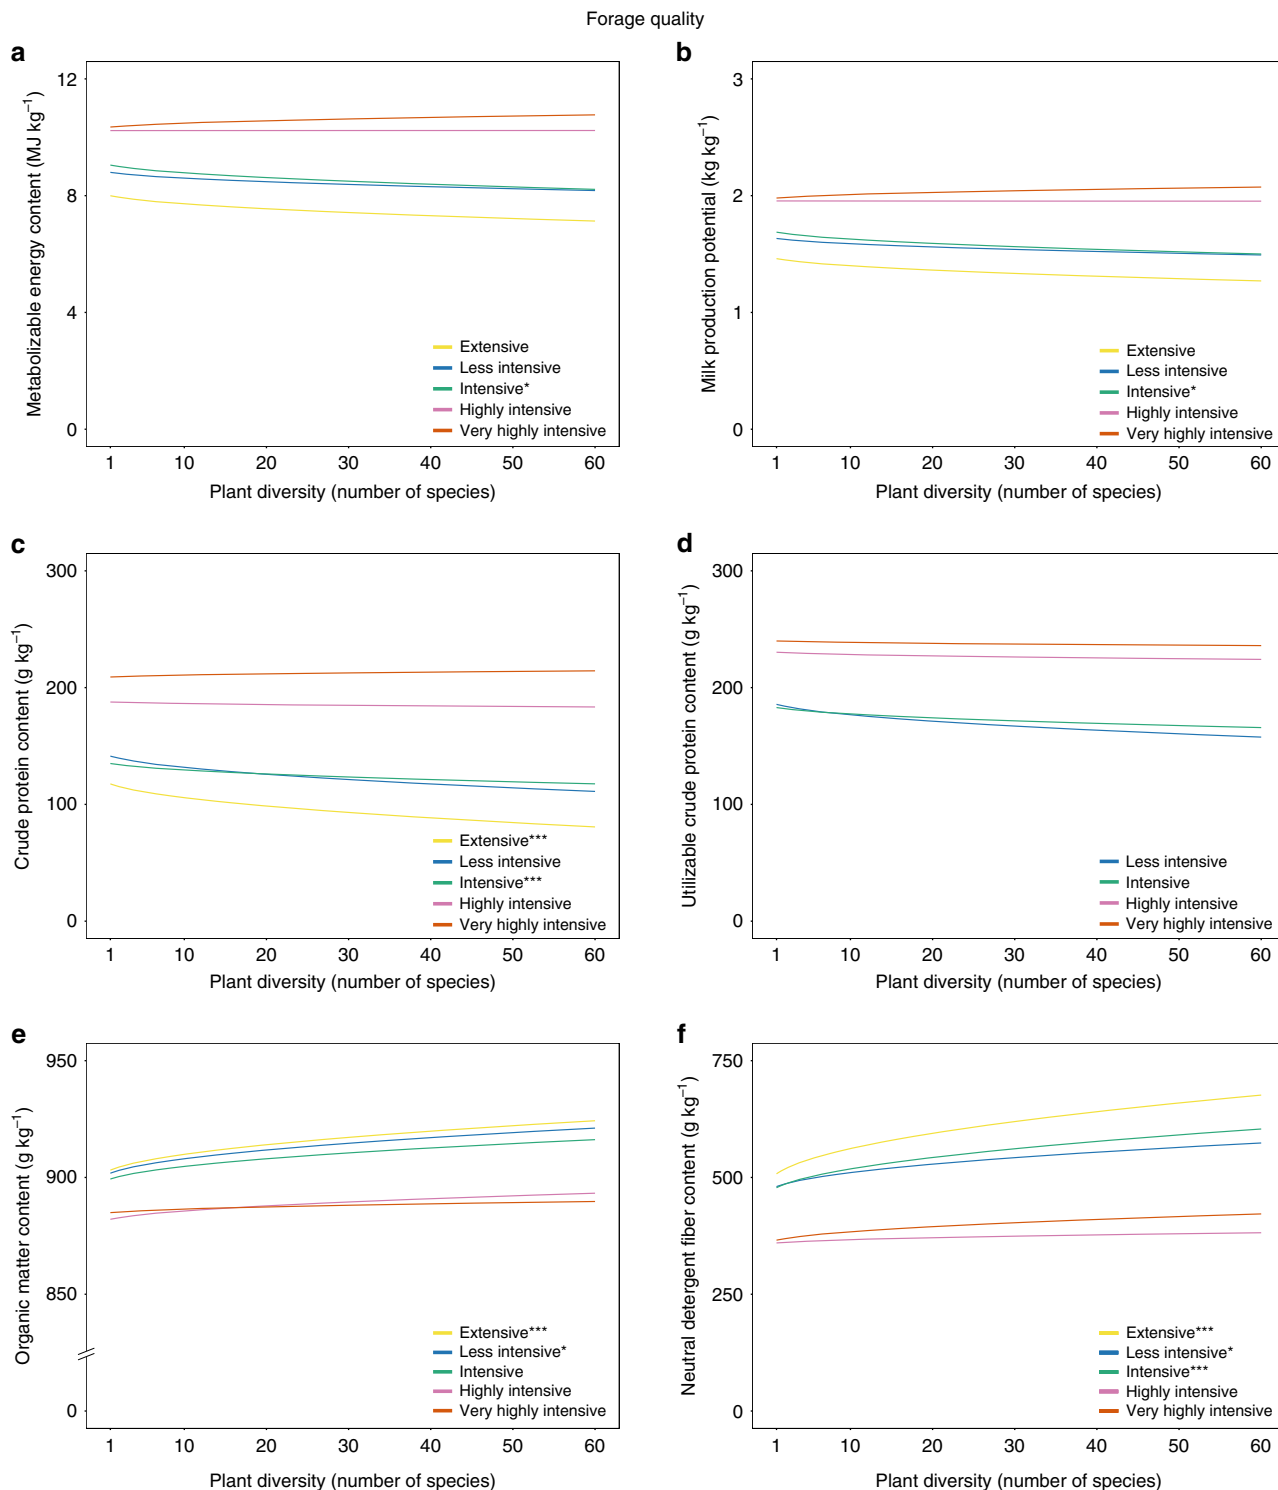 Forage quality
a
Metabolizable energy content (MJ kg⁻¹)
12
8
4
0
Extensive
Less intensive
Intensive*
Highly intensive
Very highly intensive
1 10 20 30 40 50 60
Plant diversity (number of species)
b
Milk production potential (kg kg⁻¹)
3
2
1
0
Extensive
Less intensive
Intensive*
Highly intensive
Very highly intensive
1 10 20 30 40 50 60
Plant diversity (number of species)
c
Crude protein content (g kg⁻¹)
300
200
100
0
Extensive***
Less intensive
Intensive***
Highly intensive
Very highly intensive
1 10 20 30 40 50 60
Plant diversity (number of species)
d
Utilizable crude protein content (g kg⁻¹)
300
200
100
0
Less intensive
Intensive
Highly intensive
Very highly intensive
1 10 20 30 40 50 60
Plant diversity (number of species)
e
Organic matter content (g kg⁻¹)
950
900
850
0
Extensive***
Less intensive*
Intensive
Highly intensive
Very highly intensive
1 10 20 30 40 50 60
Plant diversity (number of species)
f
Neutral detergent fiber content (g kg⁻¹)
750
500
250
0
Extensive***
Less intensive*
Intensive***
Highly intensive
Very highly intensive
1 10 20 30 40 50 60
Plant diversity (number of species)